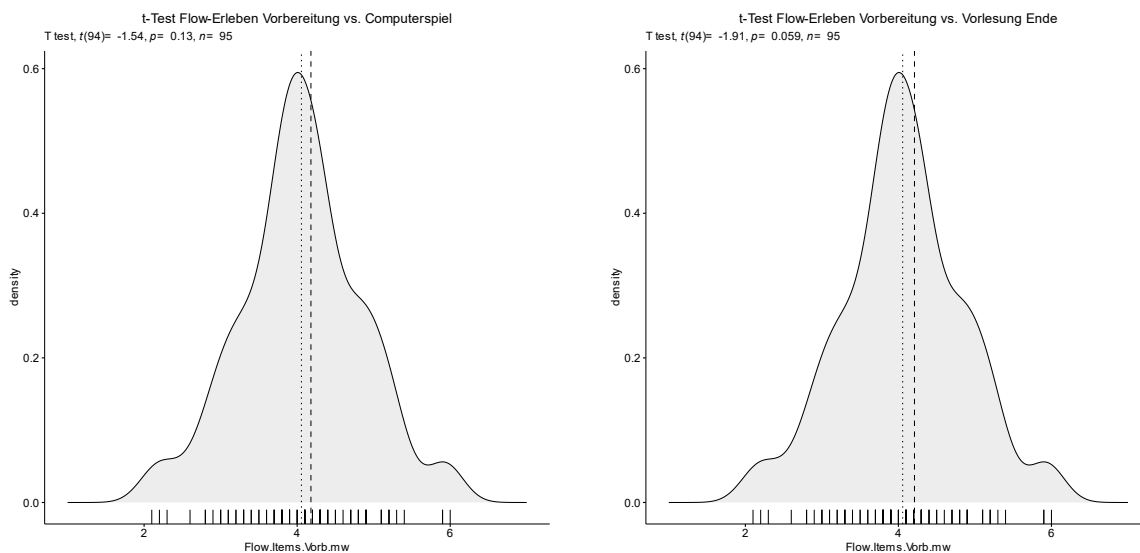 t-Test Flow-Erleben Vorbereitung vs. Computerspiel
T test, t(94)= -1.54, p= 0.13, n= 95
0.6
0.4
0.2
0.0
density
2 4 6
Flow.Items.Vorb.mw
t-Test Flow-Erleben Vorbereitung vs. Vorlesung Ende
T test, t(94)= -1.91, p= 0.059, n= 95
0.6
0.4
0.2
0.0
density
2 4 6
Flow.Items.Vorb.mw